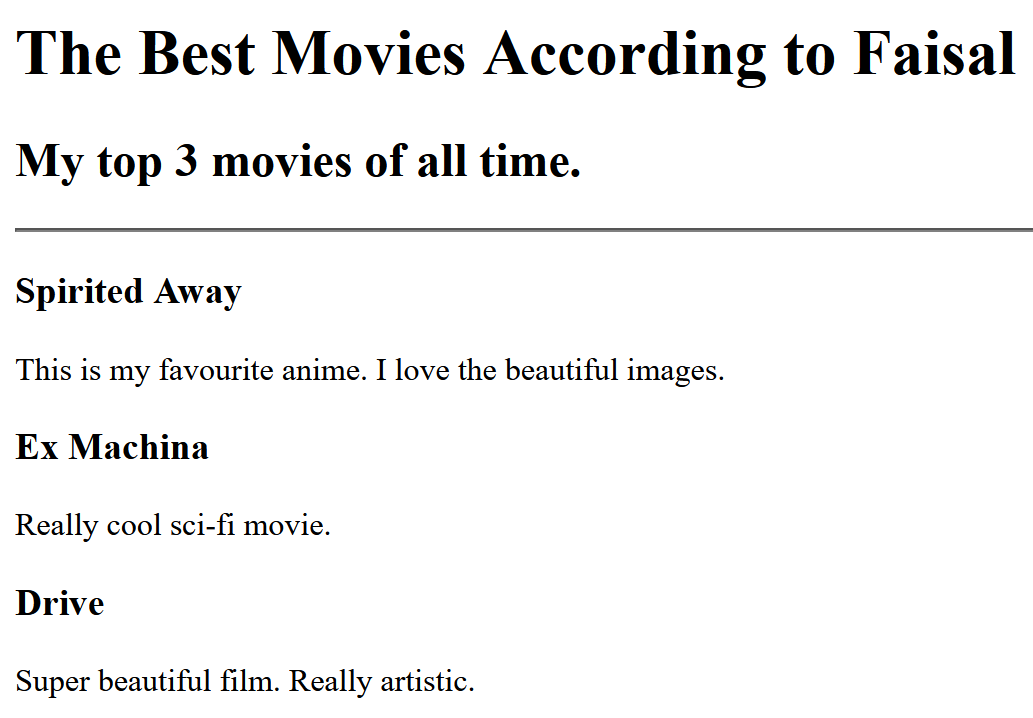 The Best Movies According to Faisal
My top 3 movies of all time.
Spirited Away
This is my favourite anime. I love the beautiful images.
Ex Machina
Really cool sci-fi movie.
Drive
Super beautiful film. Really artistic.